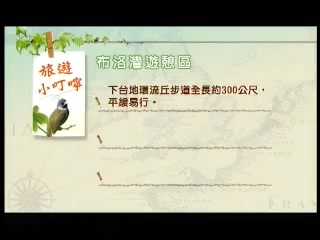 旅遊
小叮嚀
布洛灣遊憩區
下台地環流丘步道全長約300公尺，
平緩易行。